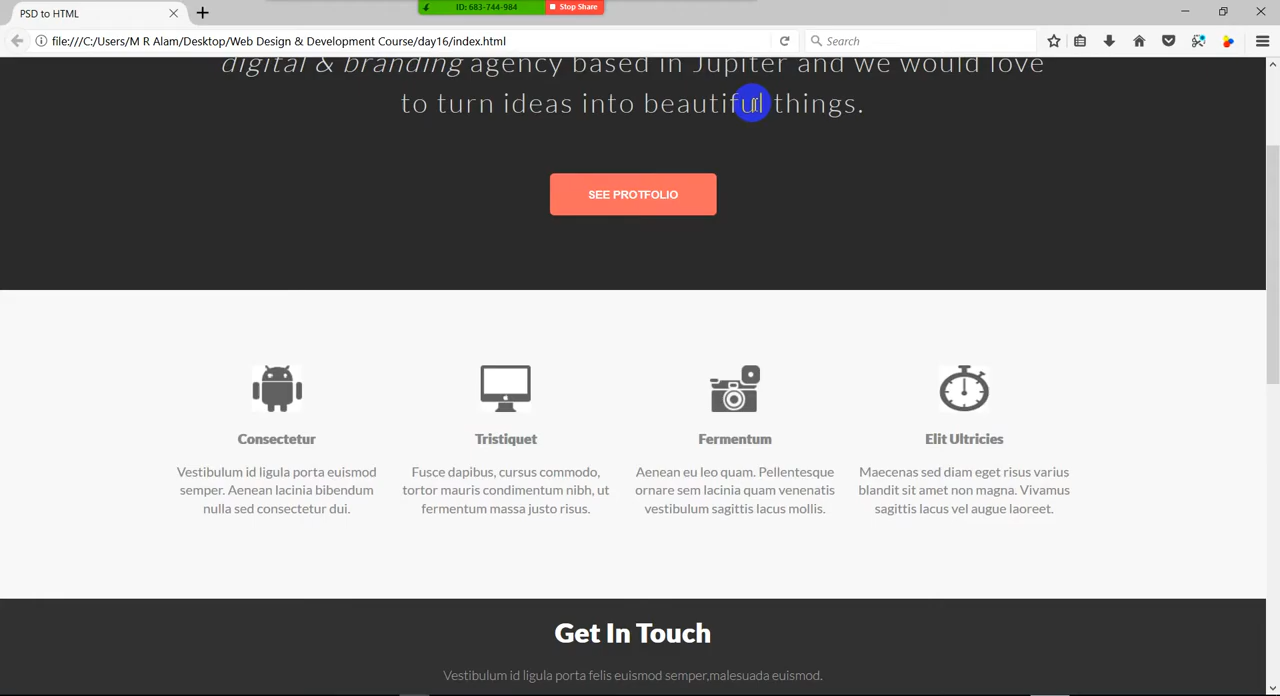 PSD to HTML
ID: 683-744-984
Stop Share
file:///C:/Users/M R Alam/Desktop/Web Design & Development Course/day16/index.html
Search
digital & branding agency based in Jupiter and we would love
to turn ideas into beautiful things.
SEE PROTFOLIO
Consectetur
Vestibulum id ligula porta euismod
semper. Aenean lacinia bibendum
nulla sed consectetur dui.
Tristiquet
Fusce dapibus, cursus commodo,
tortor mauris condimentum nibh, ut
fermentum massa justo risus.
Fermentum
Aenean eu leo quam. Pellentesque
ornare sem lacinia quam venenatis
vestibulum sagittis lacus mollis.
Elit Ultricies
Maecenas sed diam eget risus varius
blandit sit amet non magna. Vivamus
sagittis lacus vel augue laoreet.
Get In Touch
Vestibulum id ligula porta felis euismod semper,malesuada euismod.